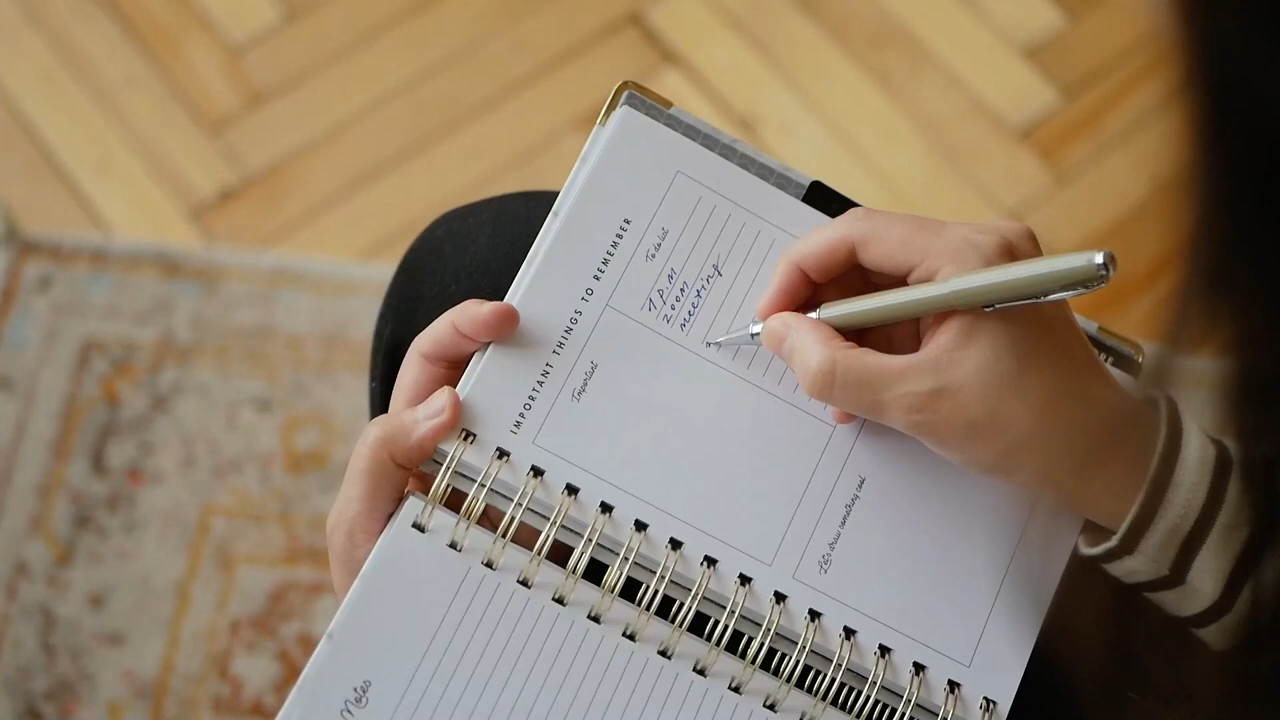 IMPORTANT THINGS TO REMEMBER
To do list
1 P.M
zoom
meeting
Important
Let's draw something cool
Notes